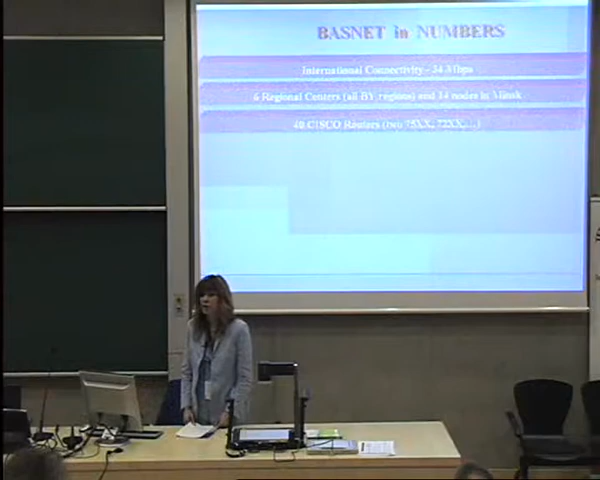 BASNET in NUMBERS
International Connectivity - 34 Mbps
6 Regional Centers (all BY regions) and 14 nodes in Minsk
40 CISCO Routers (two 75XX, 72XX,...)